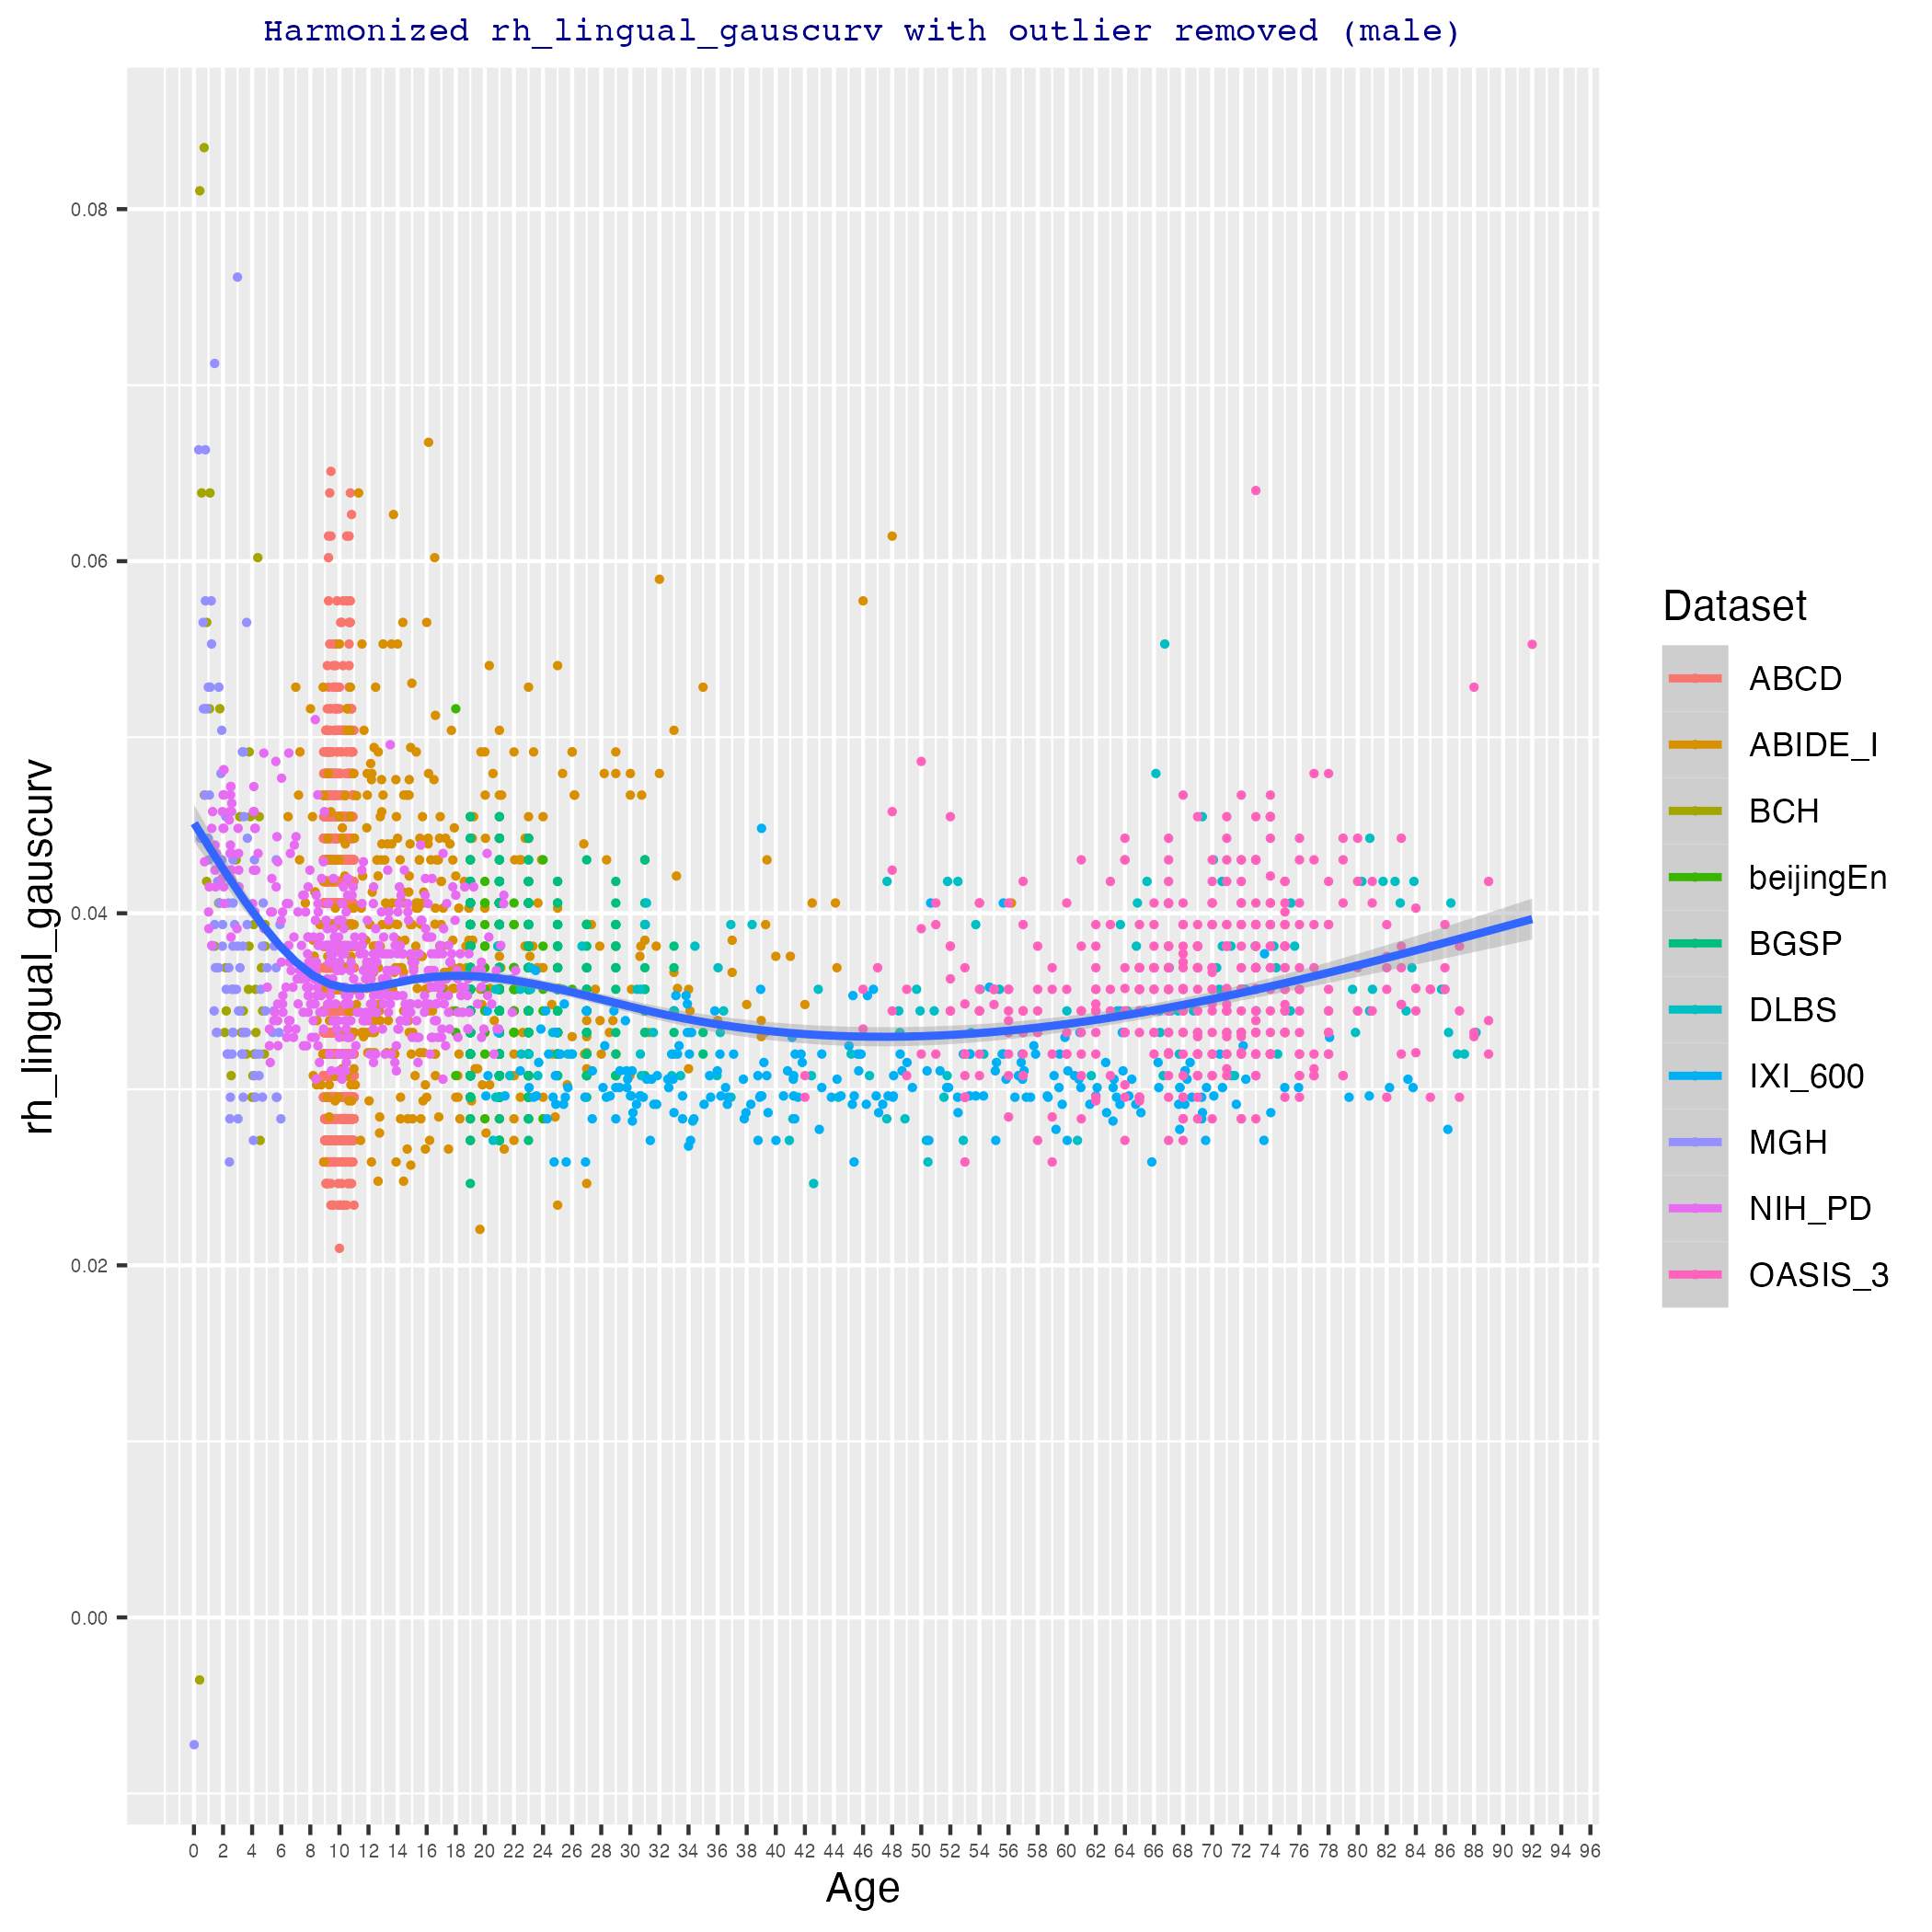 Harmonized rh_lingual_gauscurv with outlier removed (male)
rh_lingual_gauscurv
0.08
0.06
0.04
0.02
0.00
0 2 4 6 8 10 12 14 16 18 20 22 24 26 28 30 32 34 36 38 40 42 44 46 48 50 52 54 56 58 60 62 64 66 68 70 72 74 76 78 80 82 84 86 88 90 92 94 96
Age
Dataset
ABCD
ABIDE_I
BCH
beijingEn
BGSP
DLBS
IXI_600
MGH
NIH_PD
OASIS_3